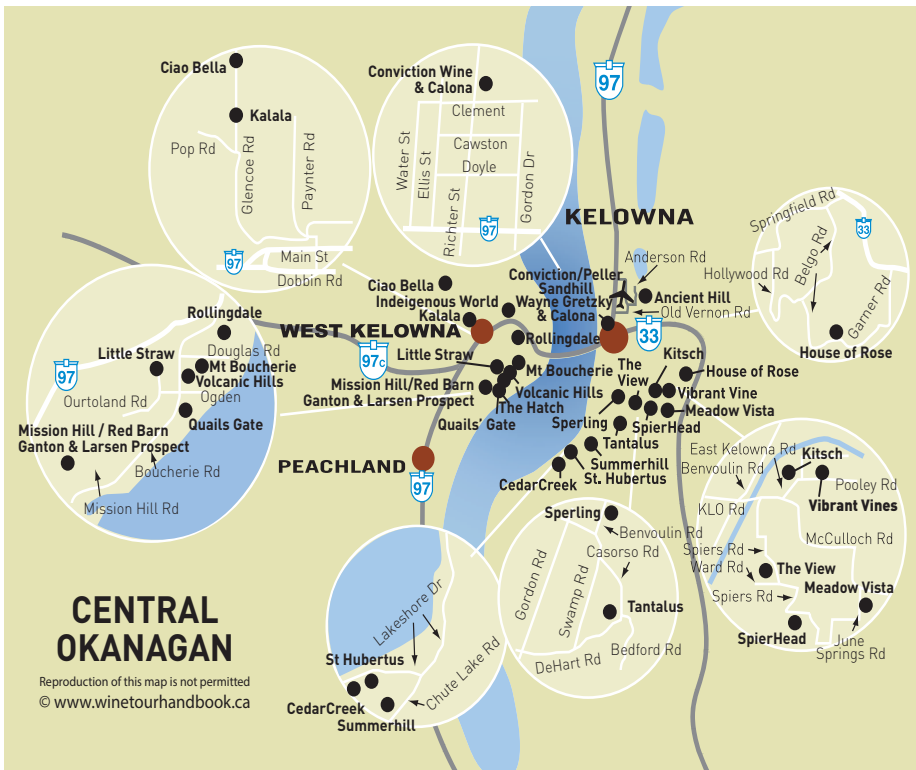 Ciao Bella
Kalala
Pop Rd
Glencoe Rd
Paynter Rd
97
Main St
Dobbin Rd
Conviction Wine
& Calona
Clement
Cawston
Doyle
Water St
Ellis St
Richter St
Gordon Dr
97
97
KELOWNA
Springfield Rd
33
Belgo Rd
Hollywood Rd
Garner Rd
House of Rose
Anderson Rd
Conviction/Peller
Sandhill
Wayne Gretzky
& Calona
Ancient Hill
Old Vernon Rd
Ciao Bella
Indeigenous World
Kalala
WEST KELOWNA
Rollingdale
33
97c
Little Straw
Mt Boucherie
Mission Hill/Red Barn
Ganton & Larsen Prospect
Volcanic Hills
The Hatch
Quails' Gate
The
View
Kitsch
House of Rose
Vibrant Vine
Meadow Vista
Sperling
SpierHead
Tantalus
Summerhill
St. Hubertus
CedarCreek
PEACHLAND
97
Rollingdale
Douglas Rd
Little Straw
Mt Boucherie
Volcanic Hills
Ogden
97
Ourtoland Rd
Quails Gate
Mission Hill / Red Barn
Ganton & Larsen Prospect
Boucherie Rd
Mission Hill Rd
East Kelowna Rd
Kitsch
Benvoulin Rd
Pooley Rd
Vibrant Vines
KLO Rd
McCulloch Rd
Spiers Rd
Ward Rd
The View
Meadow Vista
Spiers Rd
SpierHead
June
Springs Rd
Sperling
Benvoulin Rd
Casorso Rd
Gordon Rd
Swamp Rd
Tantalus
Bedford Rd
DeHart Rd
Lakeshore Dr
Chute Lake Rd
St Hubertus
CedarCreek
Summerhill
CENTRAL
OKANAGAN
Reproduction of this map is not permitted
© www.winetourhandbook.ca